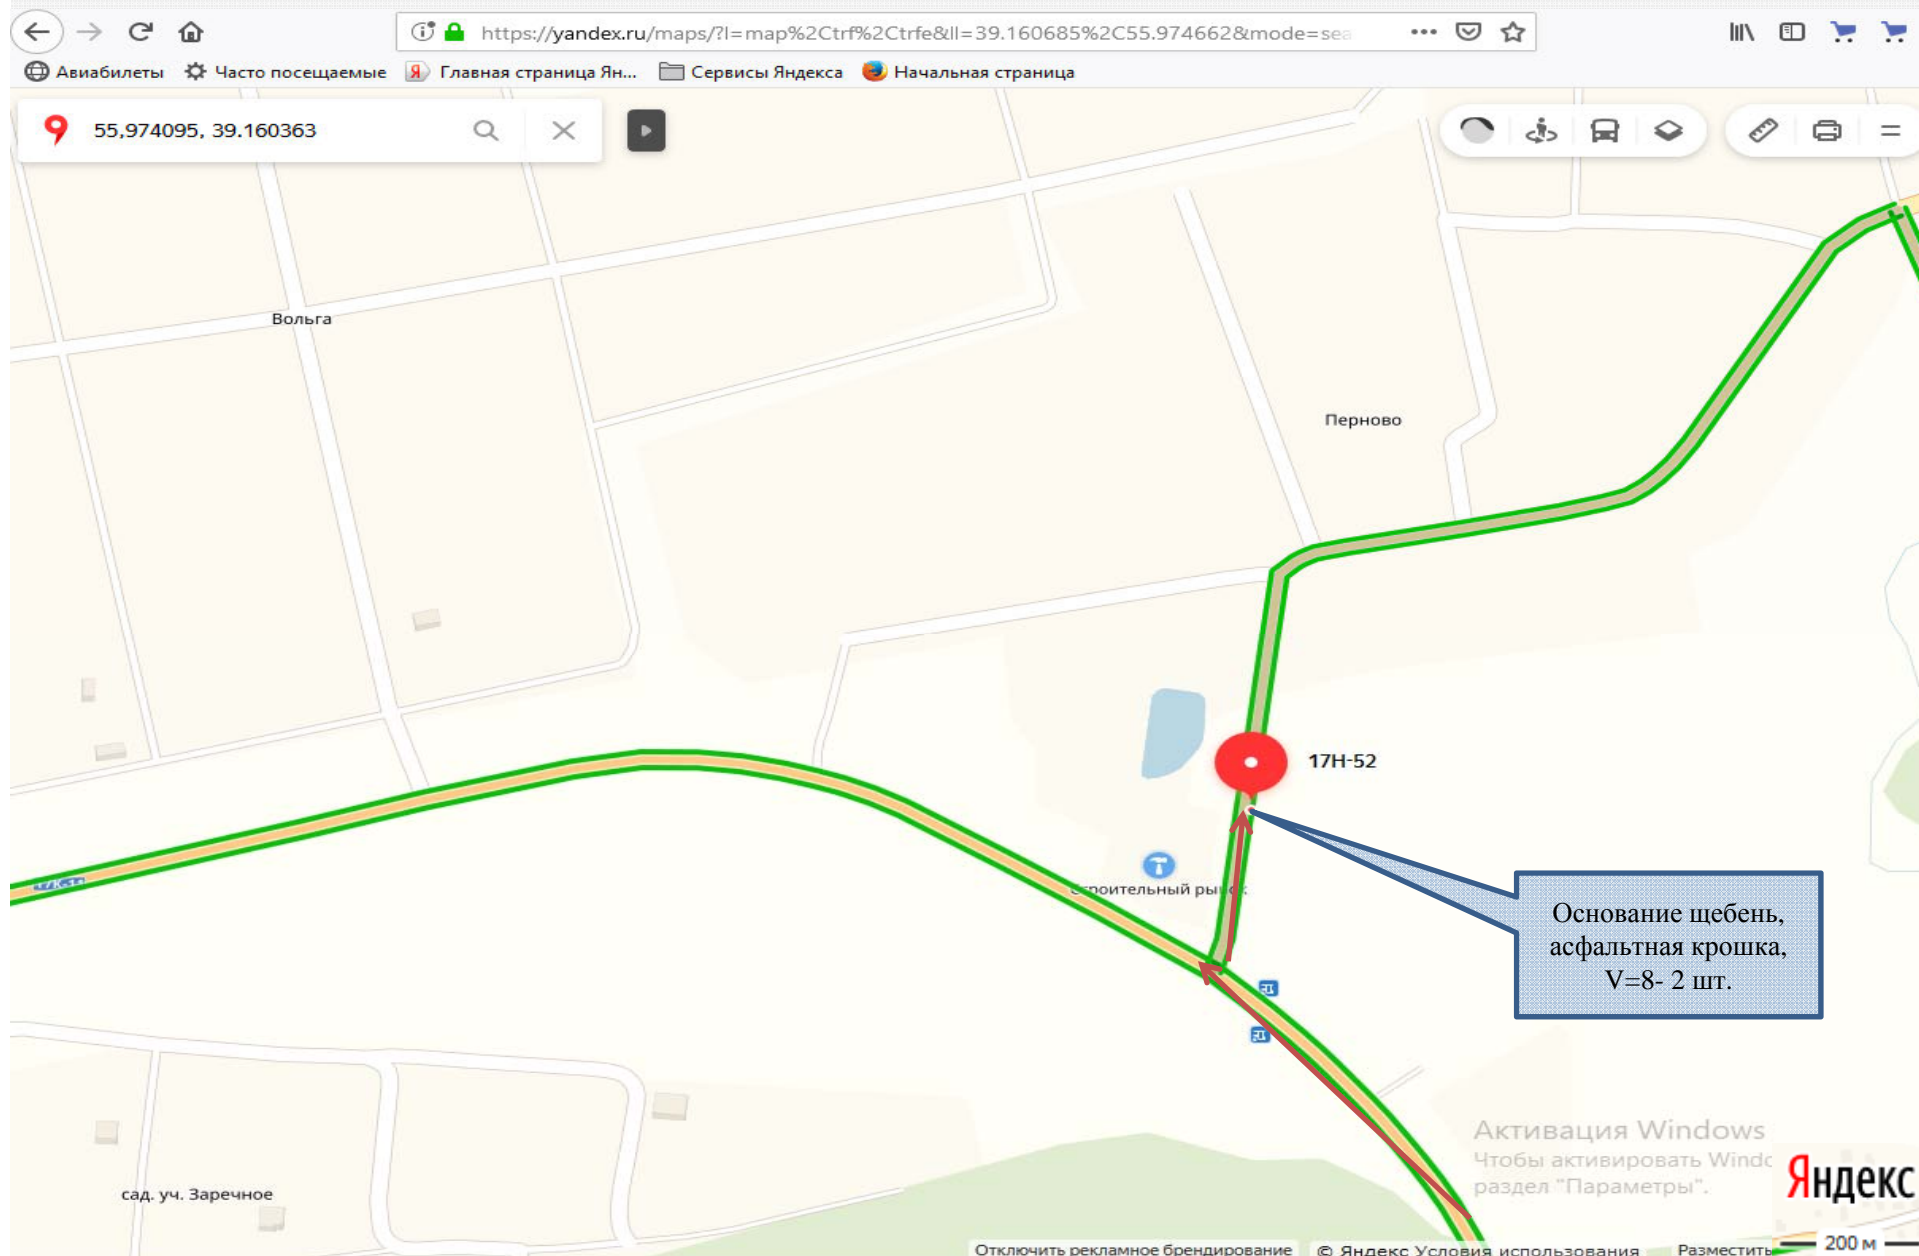 https://yandex.ru/maps/?l=map%2Ctrf%2Ctrfe&ll=39.160685%2C55.974662&mode=sea
Авиабилеты Часто посещаемые Главная страница Ян... Сервисы Яндекса Начальная страница
55,974095, 39.160363
Вольга
Перново
17Н-52
Строительный рынок
Основание щебень,
асфальтная крошка,
V=8- 2 шт.
Активация Windows
Чтобы активировать Windo
раздел "Параметры".
Яндекс
сад. уч. Заречное
Отключить рекламное брендирование © Яндекс Условия использования Разместить
200 м